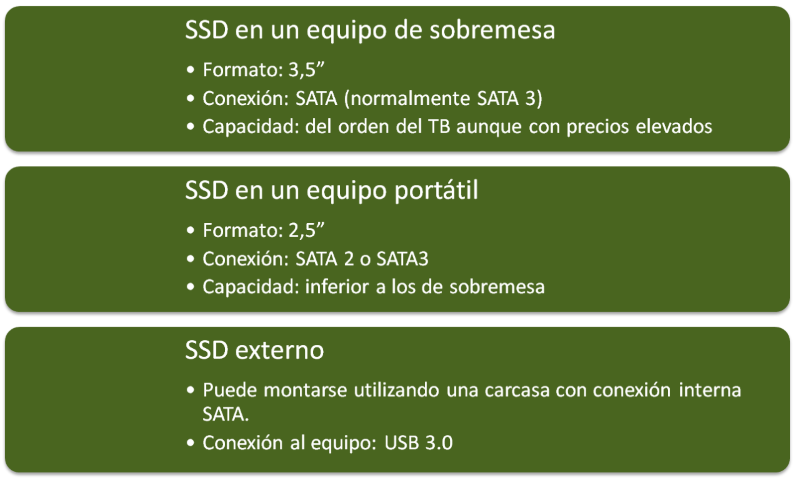 SSD en un equipo de sobremesa
• Formato: 3,5”
• Conexión: SATA (normalmente SATA 3)
• Capacidad: del orden del TB aunque con precios elevados
SSD en un equipo portátil
• Formato: 2,5”
• Conexión: SATA 2 o SATA3
• Capacidad: inferior a los de sobremesa
SSD externo
• Puede montarse utilizando una carcasa con conexión interna
SATA.
• Conexión al equipo: USB 3.0